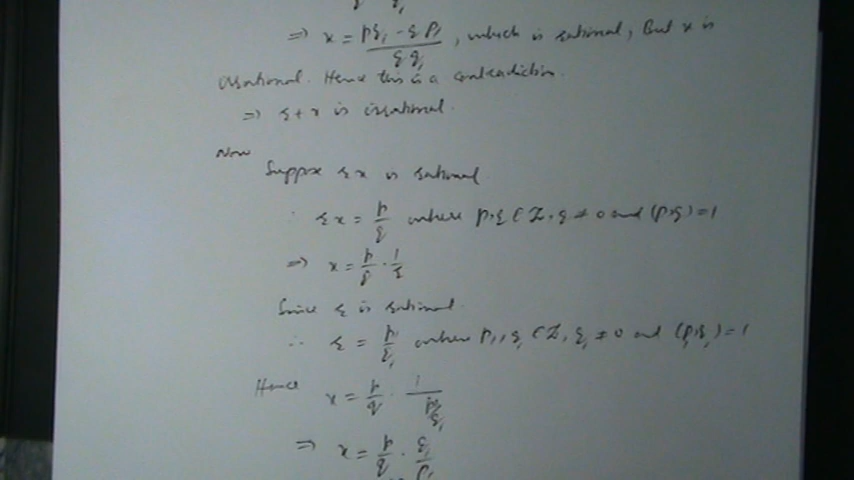 ⇒ x = (pq₁ - qp₁)/(qq₁), which is rational, But x is
irrational. Hence this is a contradiction.
⇒ r + x is irrational.
Now
Suppose rx is rational.
∴ rx = p/q where p, q ∈ Z, q ≠ 0 and (p, q) = 1
⇒ x = p/q · 1/r
Since r is rational.
∴ r = p₁/q₁ where p₁, q₁ ∈ Z, q₁ ≠ 0 and (p₁, q₁) = 1
Hence x = p/q · 1/(p₁/q₁)
⇒ x = p/q · q₁/p₁